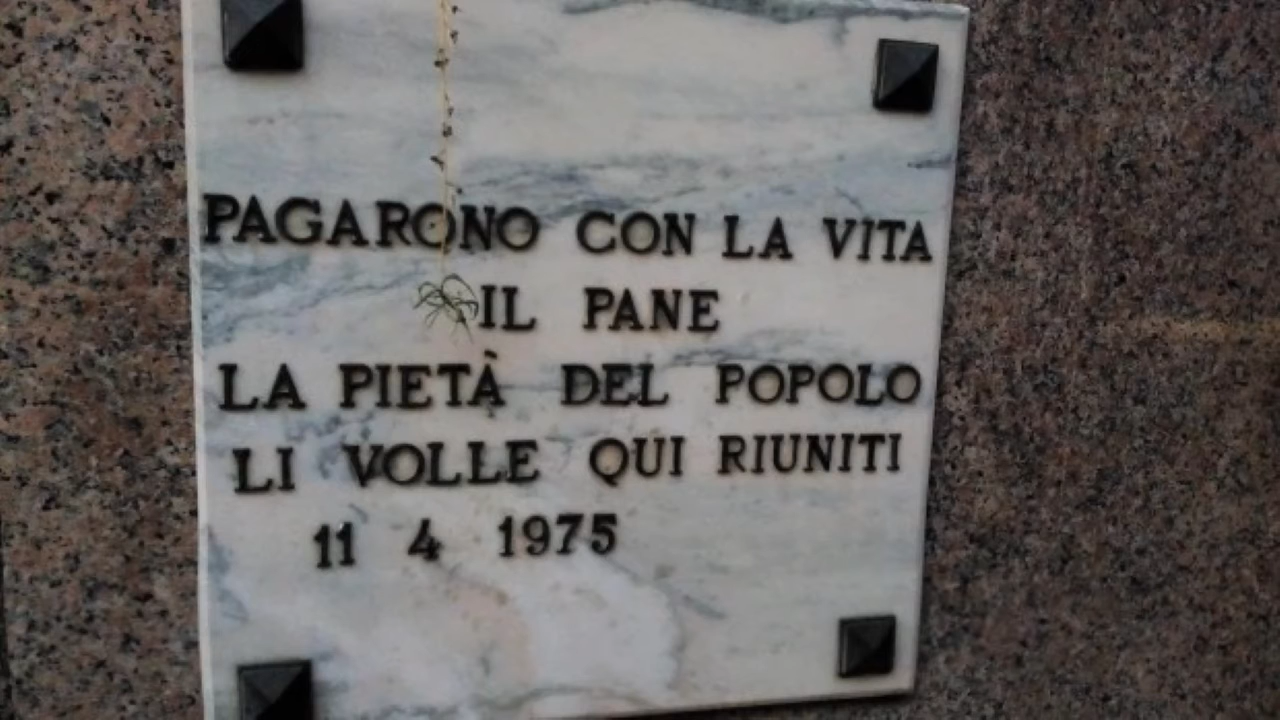 PAGARONO CON LA VITA
IL PANE
LA PIETÀ DEL POPOLO
LI VOLLE QUI RIUNITI
11 4 1975